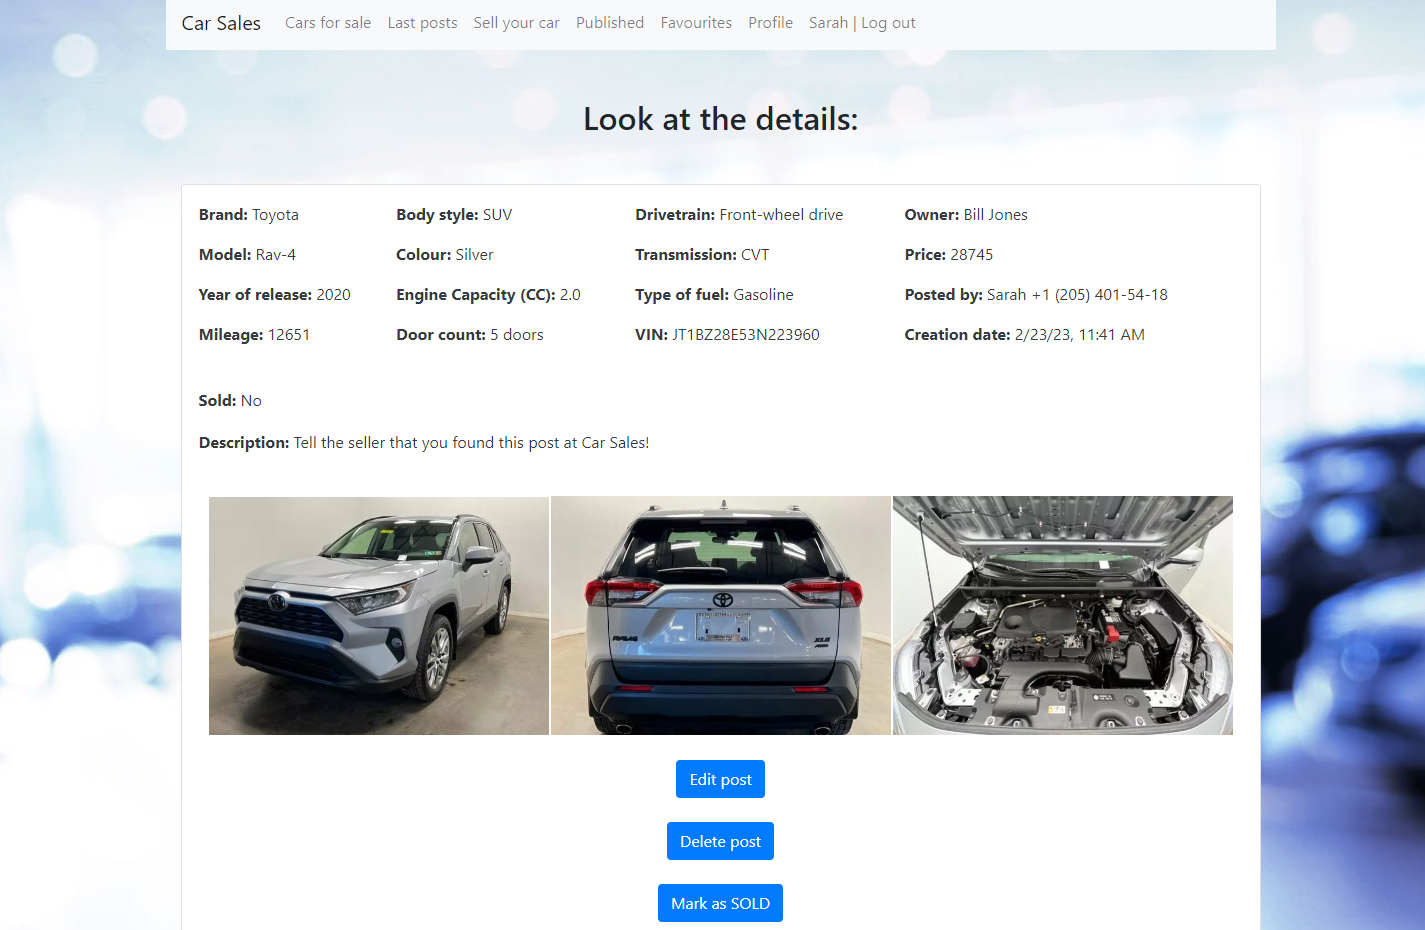 Car Sales Cars for sale Last posts Sell your car Published Favourites Profile Sarah | Log out
Look at the details:
Brand: Toyota Body style: SUV Drivetrain: Front-wheel drive Owner: Bill Jones
Model: Rav-4 Colour: Silver Transmission: CVT Price: 28745
Year of release: 2020 Engine Capacity (CC): 2.0 Type of fuel: Gasoline Posted by: Sarah +1 (205) 401-54-18
Mileage: 12651 Door count: 5 doors VIN: JT1BZ28E53N223960 Creation date: 2/23/23, 11:41 AM
Sold: No
Description: Tell the seller that you found this post at Car Sales!
RAV4 XLE
Edit post
Delete post
Mark as SOLD